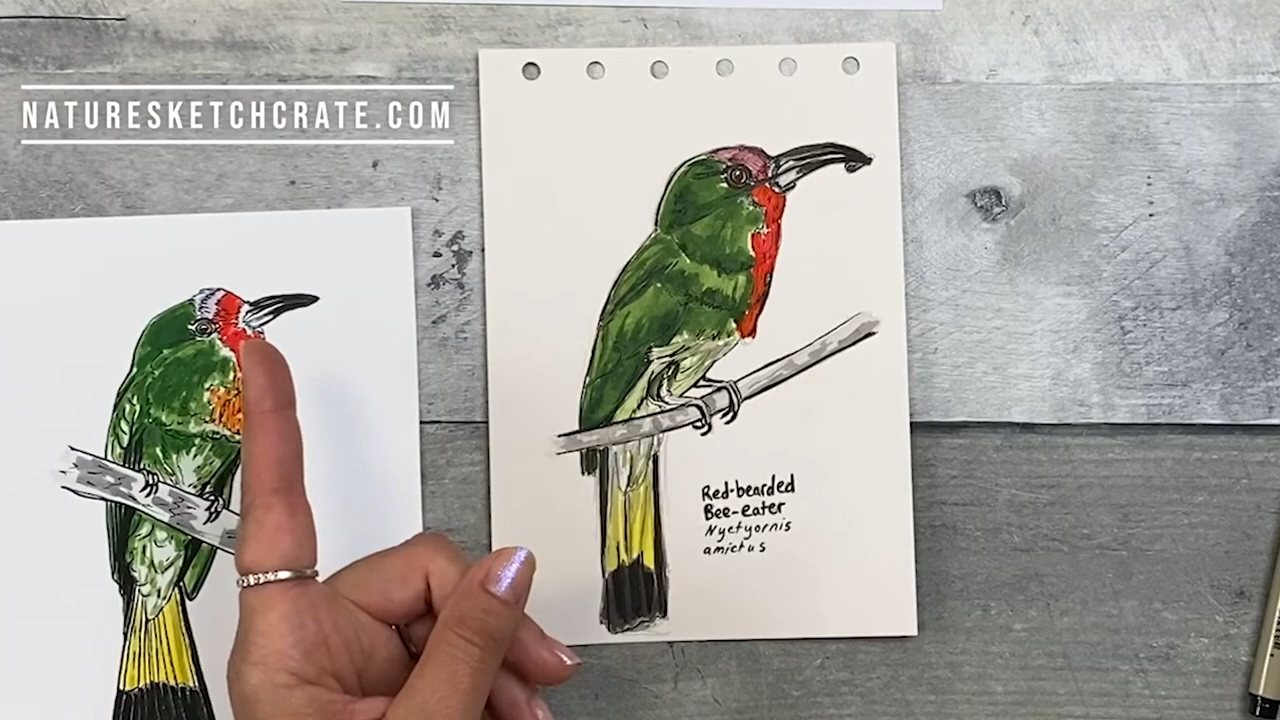 NATURESKETCHCRATE.COM
Red-bearded
Bee-eater
Nyctyornis
amictus